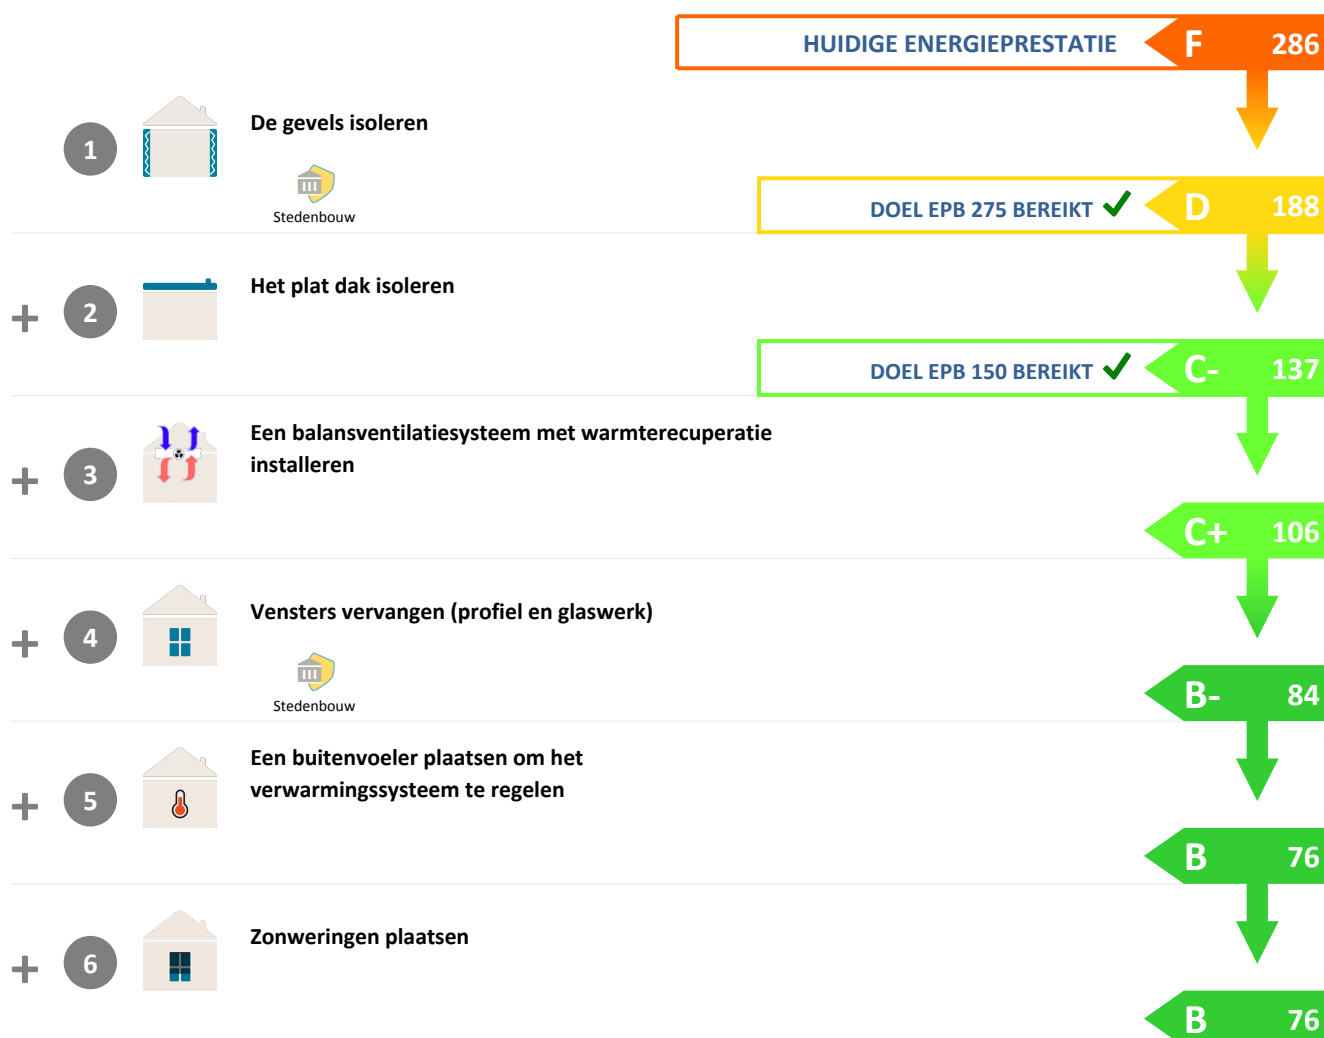 HUIDIGE ENERGIEPRESTATIE F 286
1 De gevels isoleren
Stedenbouw
DOEL EPB 275 BEREIKT ✔ D 188
+ 2 Het plat dak isoleren
DOEL EPB 150 BEREIKT ✔ C- 137
+ 3 Een balansventilatiesysteem met warmterecuperatie
installeren
C+ 106
+ 4 Vensters vervangen (profiel en glaswerk)
Stedenbouw
B- 84
+ 5 Een buitenvoeler plaatsen om het
verwarmingssysteem te regelen
B 76
+ 6 Zonweringen plaatsen
B 76